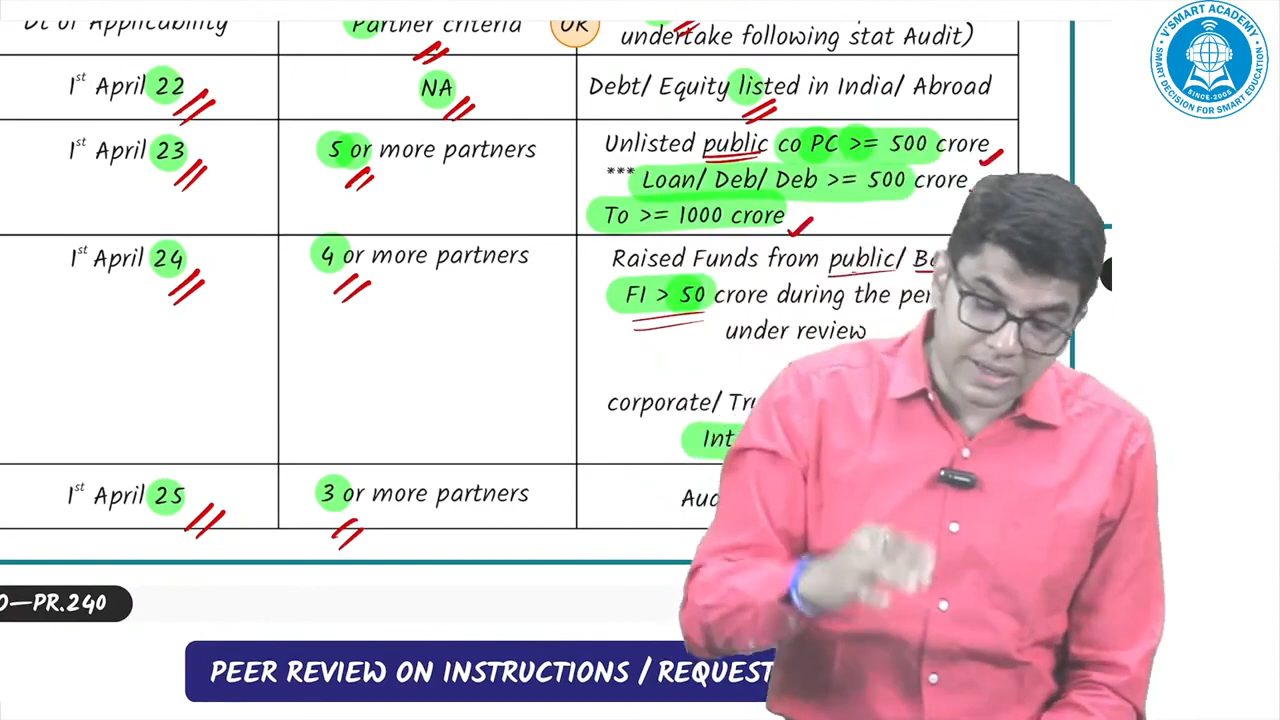 Dt of Applicability
Partner criteria
OR
undertake following stat Audit)
1st April 22
NA
Debt/ Equity listed in India/ Abroad
1st April 23
5 or more partners
Unlisted public co PC >= 500 crore
*** Loan/ Deb/ Deb >= 500 crore
To >= 1000 crore
1st April 24
4 or more partners
Raised Funds from public/
FI > 50 crore during the
under review
corporate/
1st April 25
3 or more partners
PR.240
PEER REVIEW ON INSTRUCTIONS / REQUEST
V'SMART ACADEMY
SMART DECISION FOR SMART EDUCATION
SINCE-2005